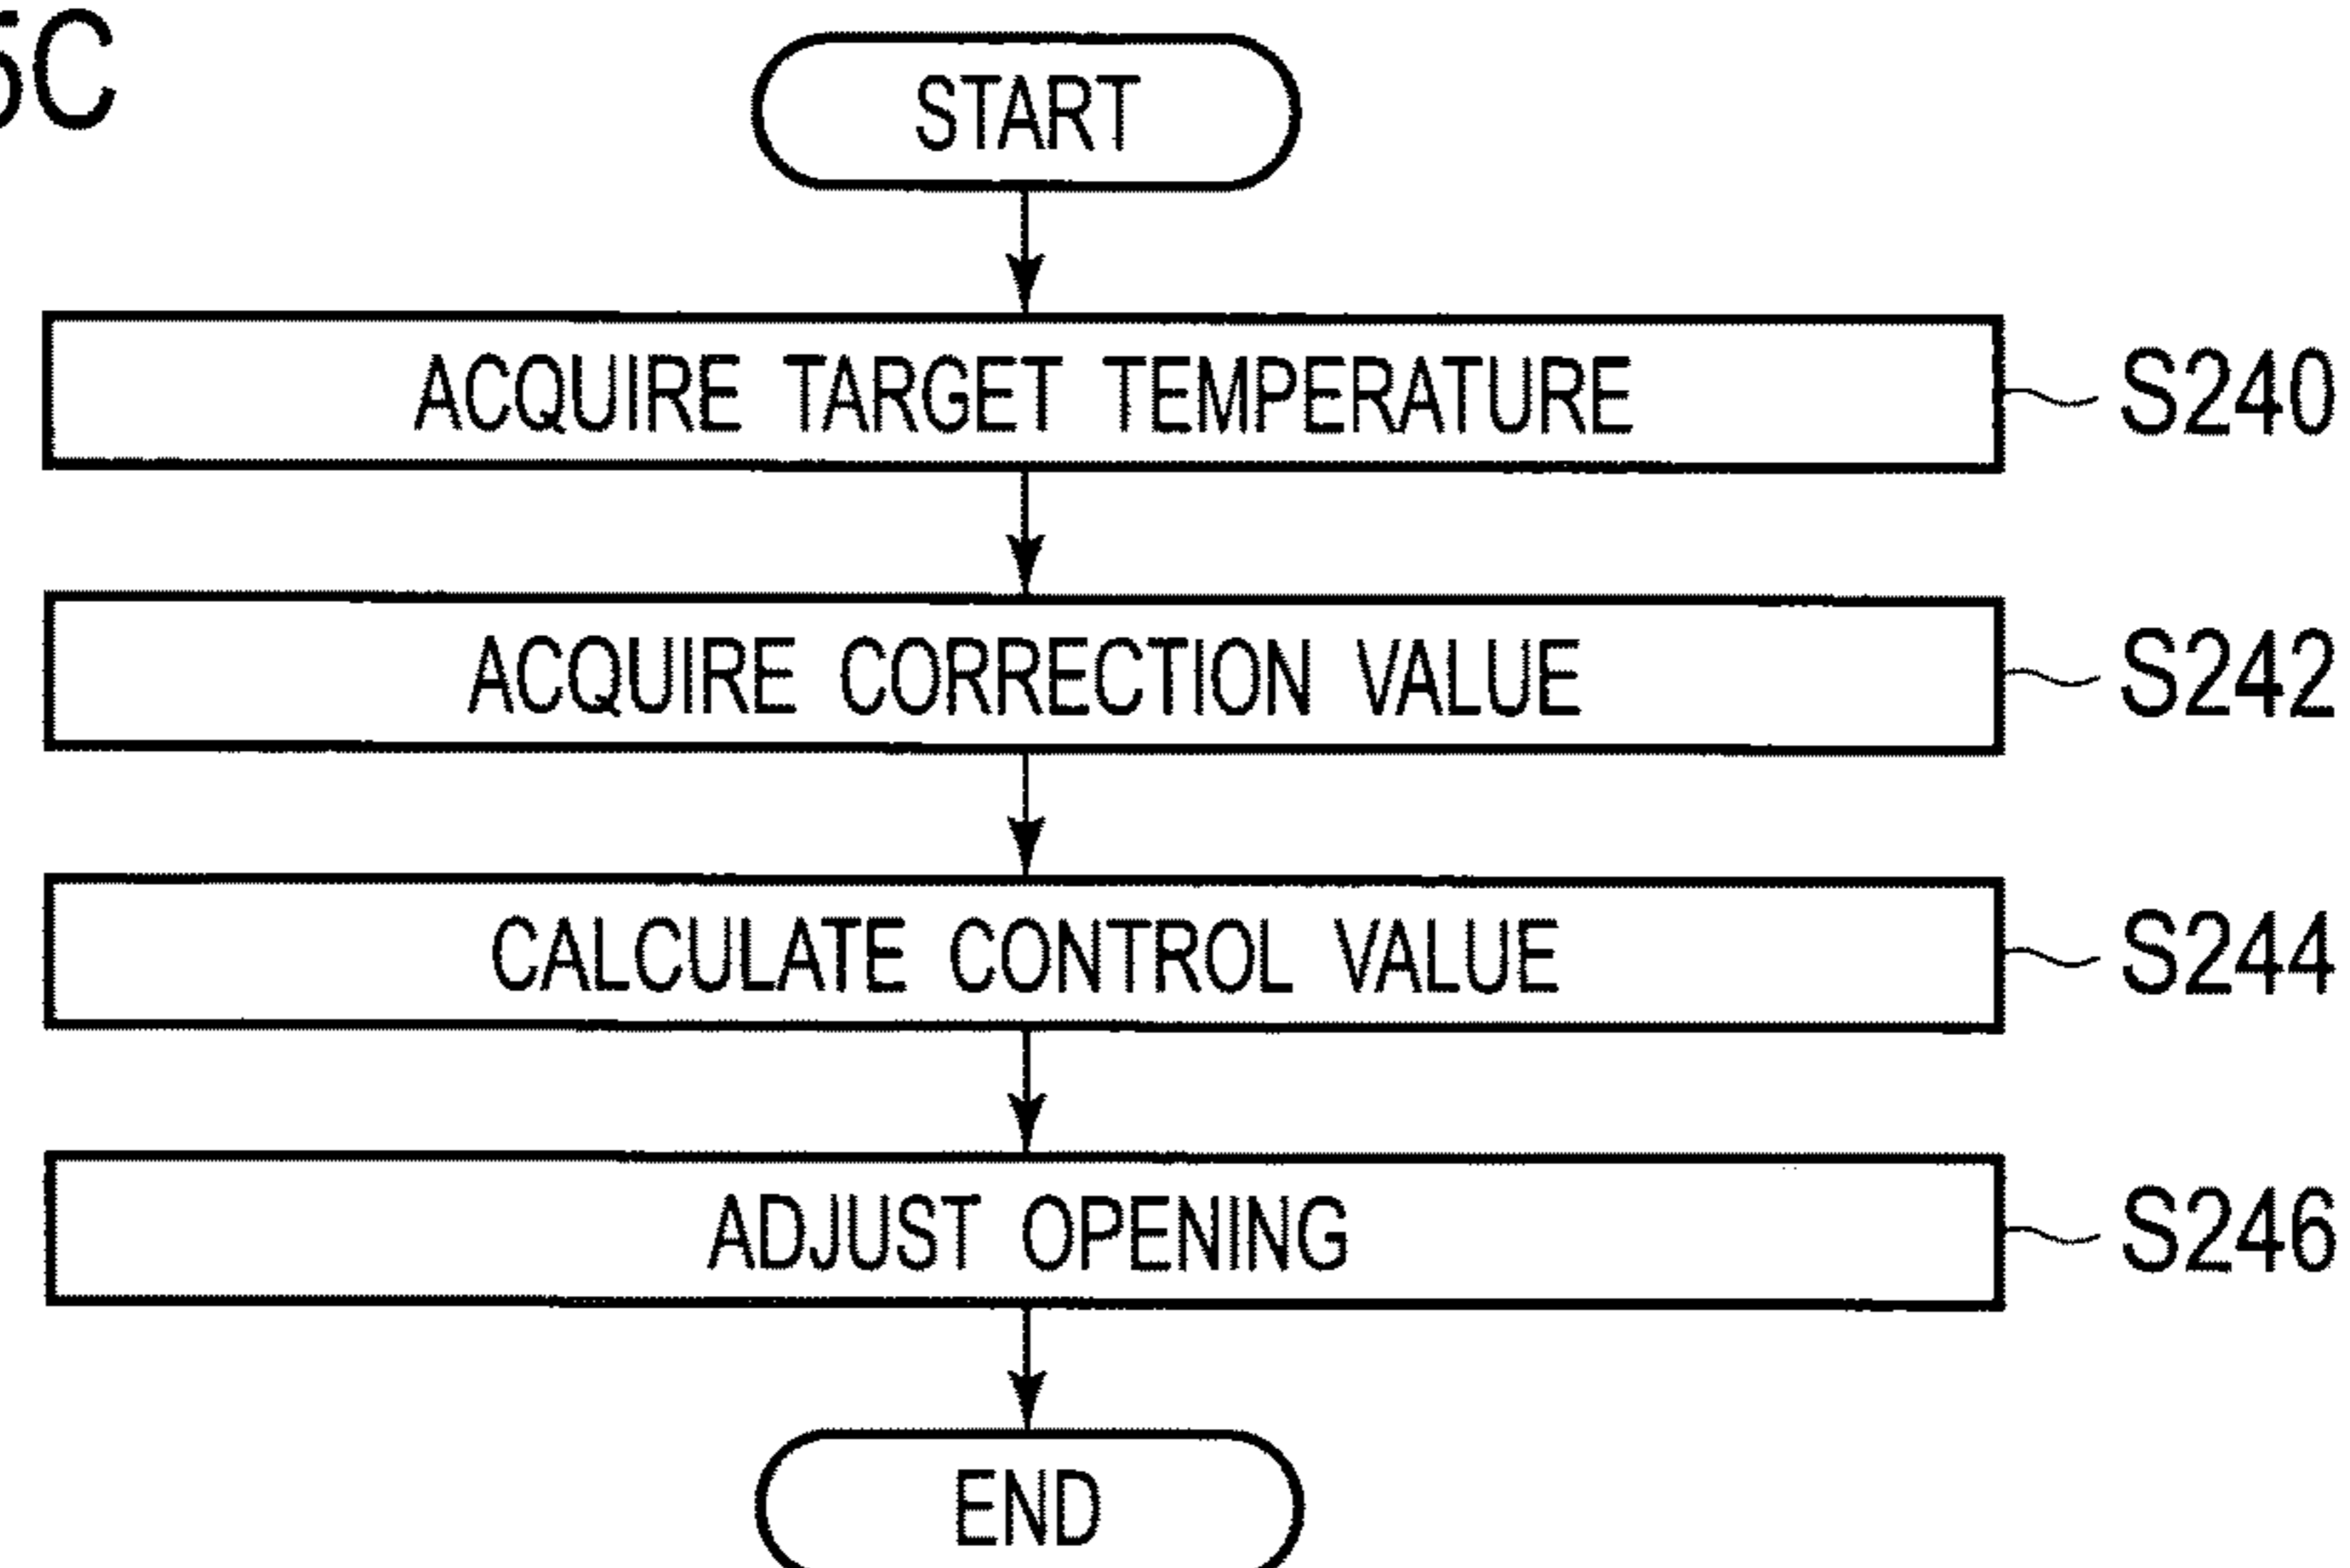 5C
START
ACQUIRE TARGET TEMPERATURE S240
ACQUIRE CORRECTION VALUE S242
CALCULATE CONTROL VALUE S244
ADJUST OPENING S246
END